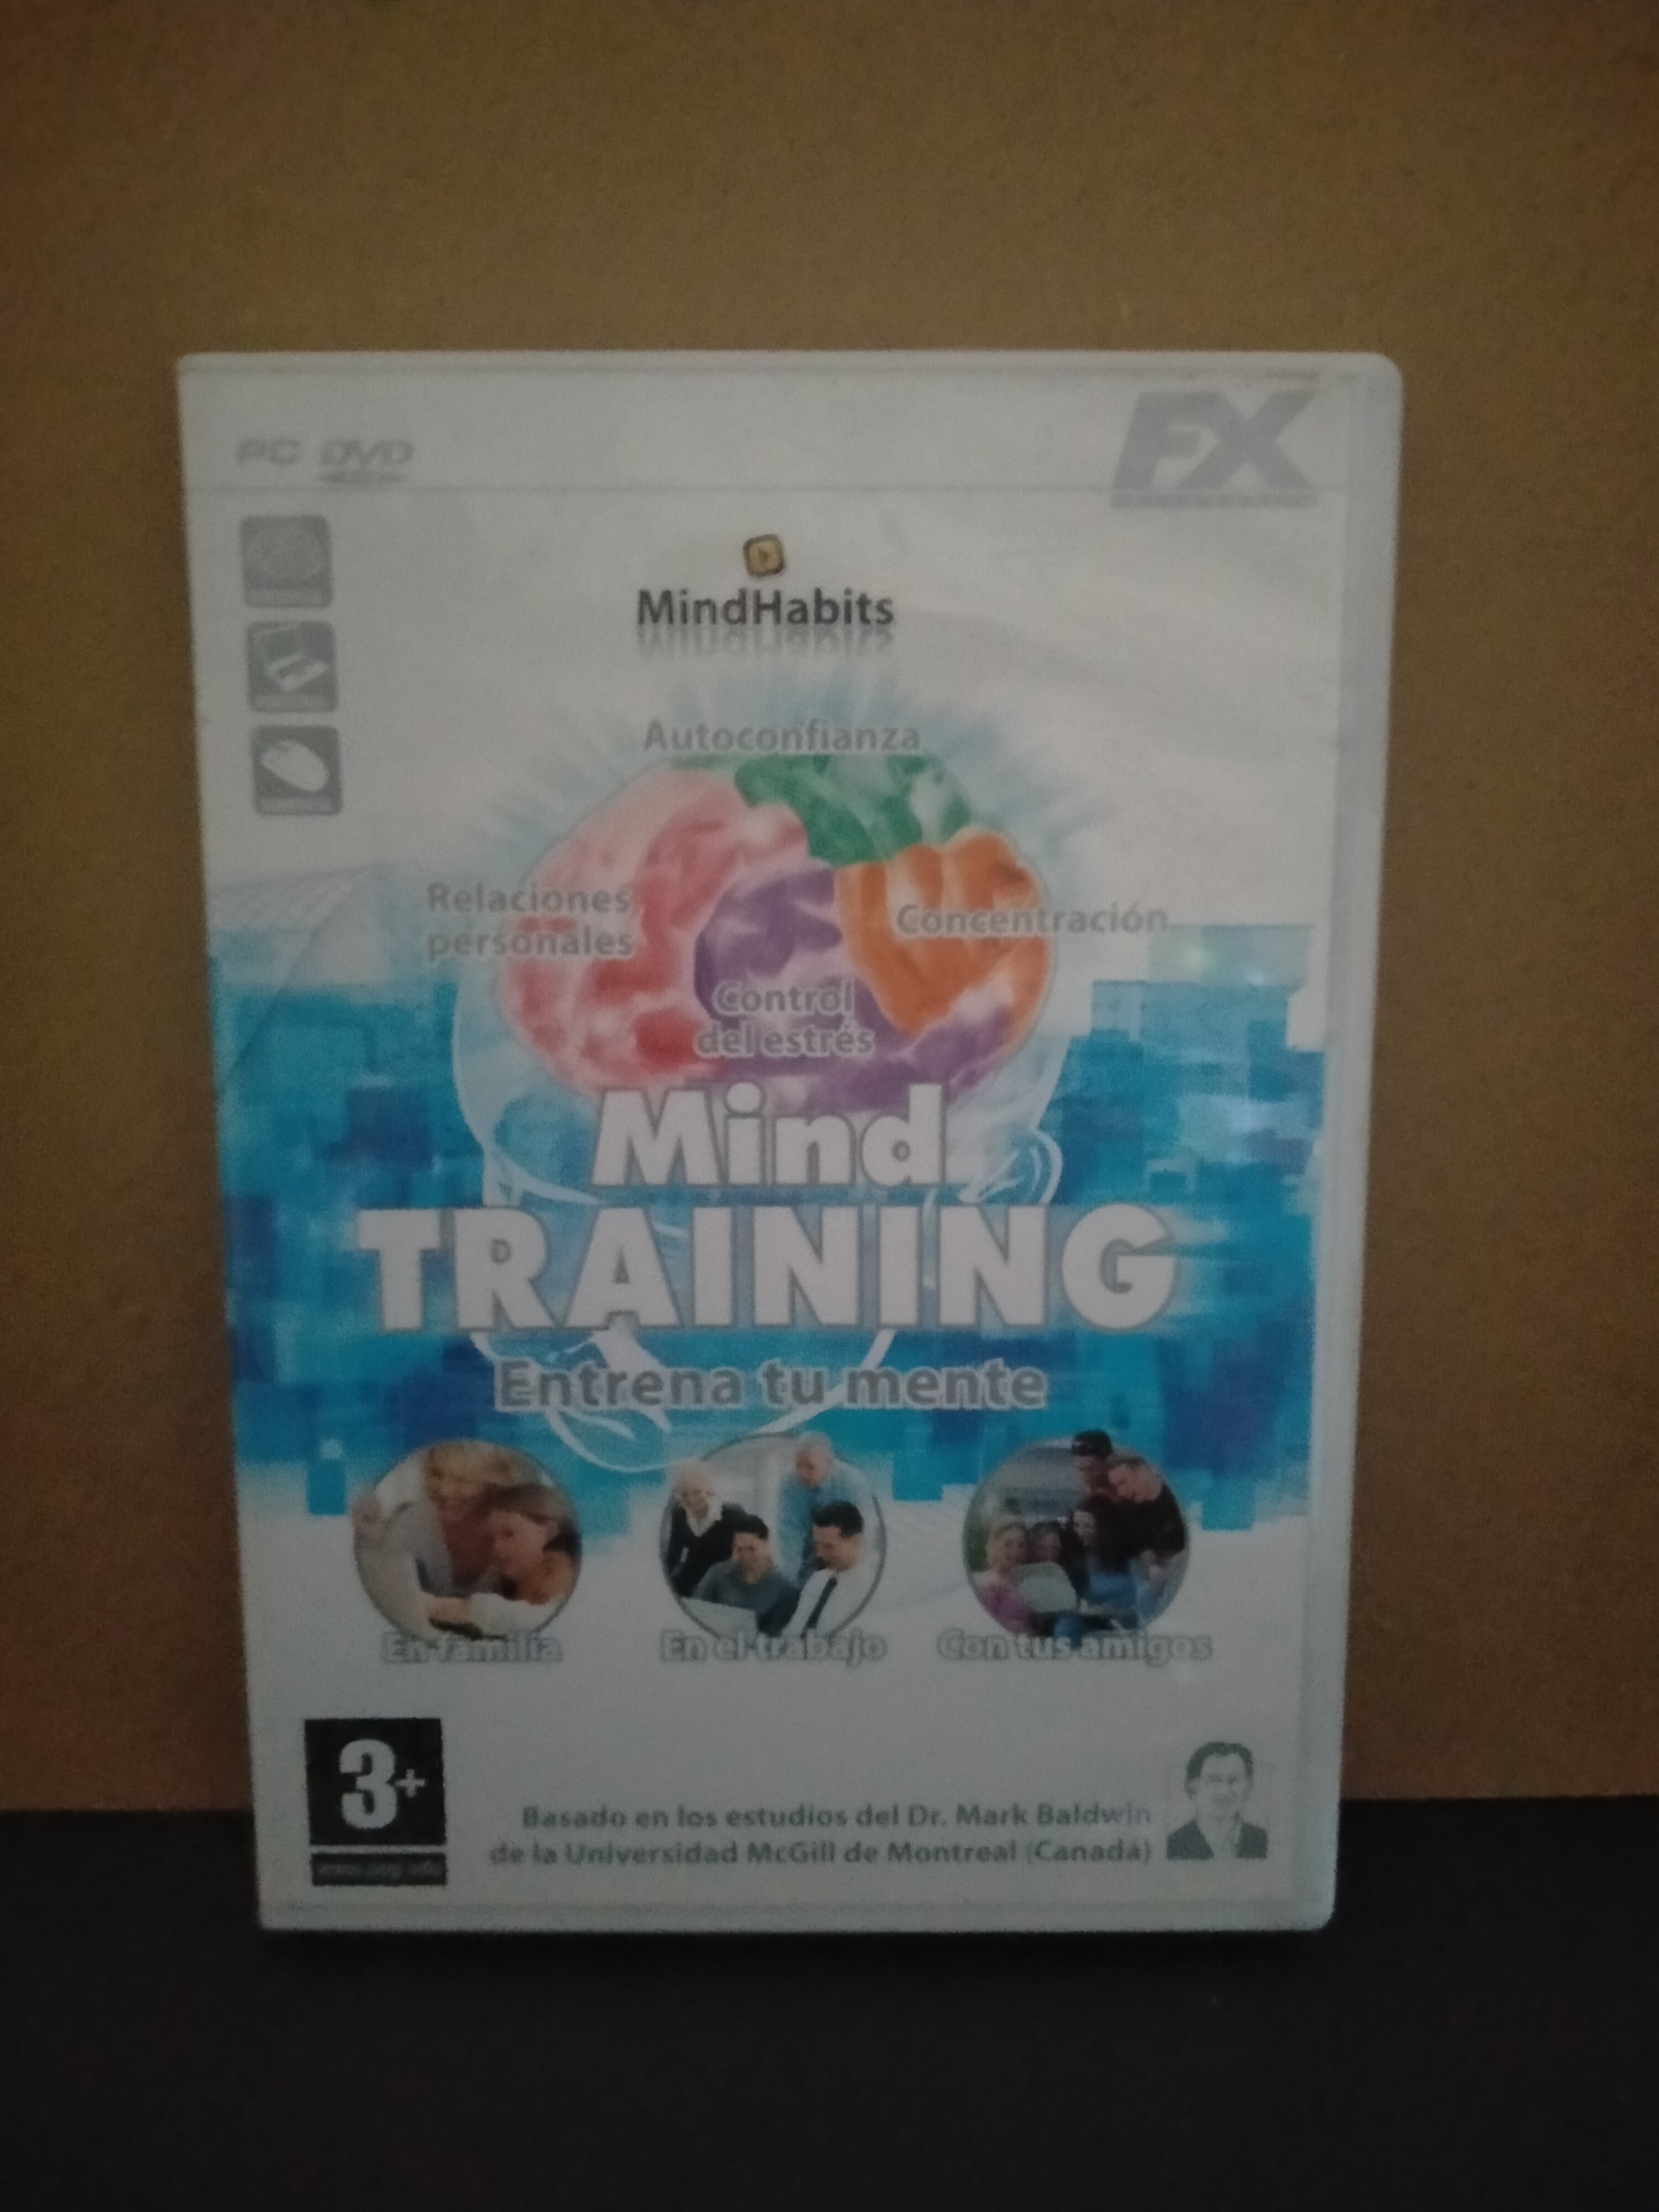 PC DVD
FX
MindHabits
Autoconfianza
Relaciones
personales
Concentración
Control
del estrés
Mind
TRAINING
Entrena tu mente
En familia
En el trabajo
Con tus amigos
3+
Basado en los estudios del Dr. Mark Baldwin
de la Universidad McGill de Montreal (Canadá)